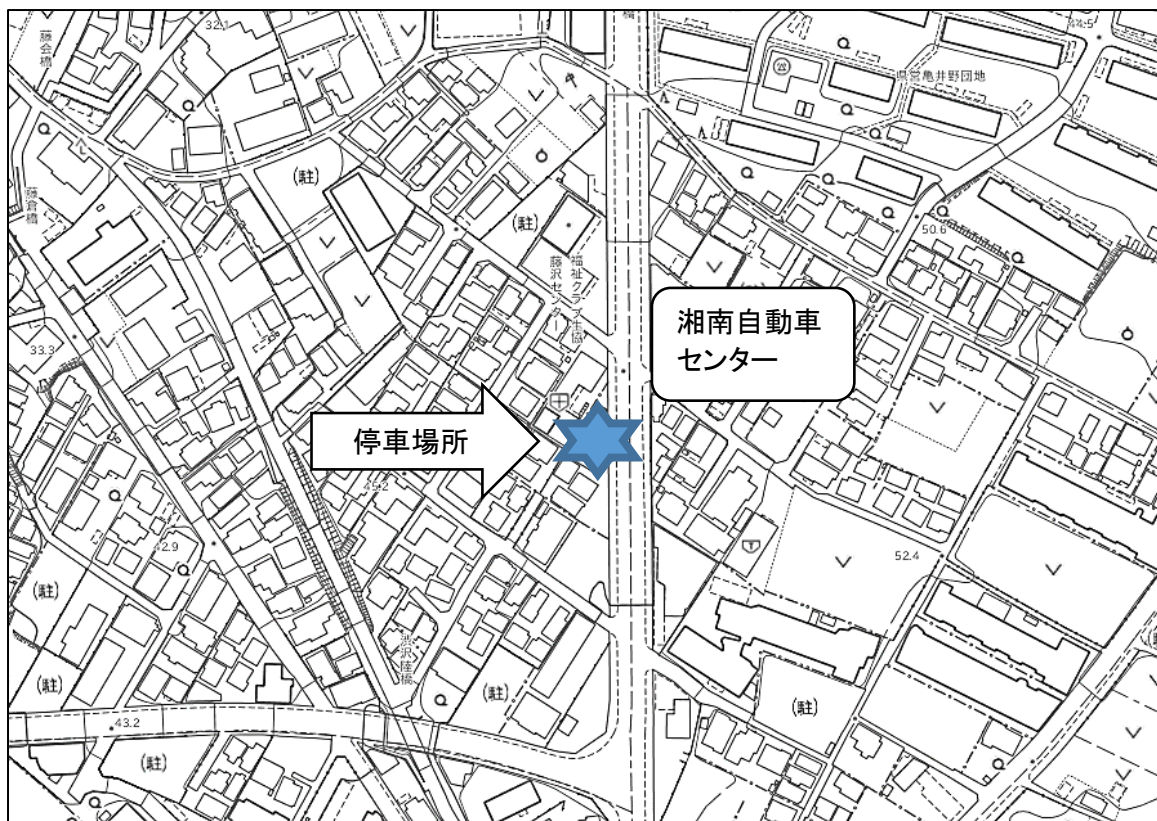 32.1
藤会橋
橋
44.5
県営亀井野団地
(駐)
藤倉橋
(駐)
50.6
福祉クラブ生協
藤沢センター
湘南自動車
センター
33.3
停車場所
45.2
42.9
52.4
(駐)
(駐)
(駐)
(駐)
43.2
(駐)